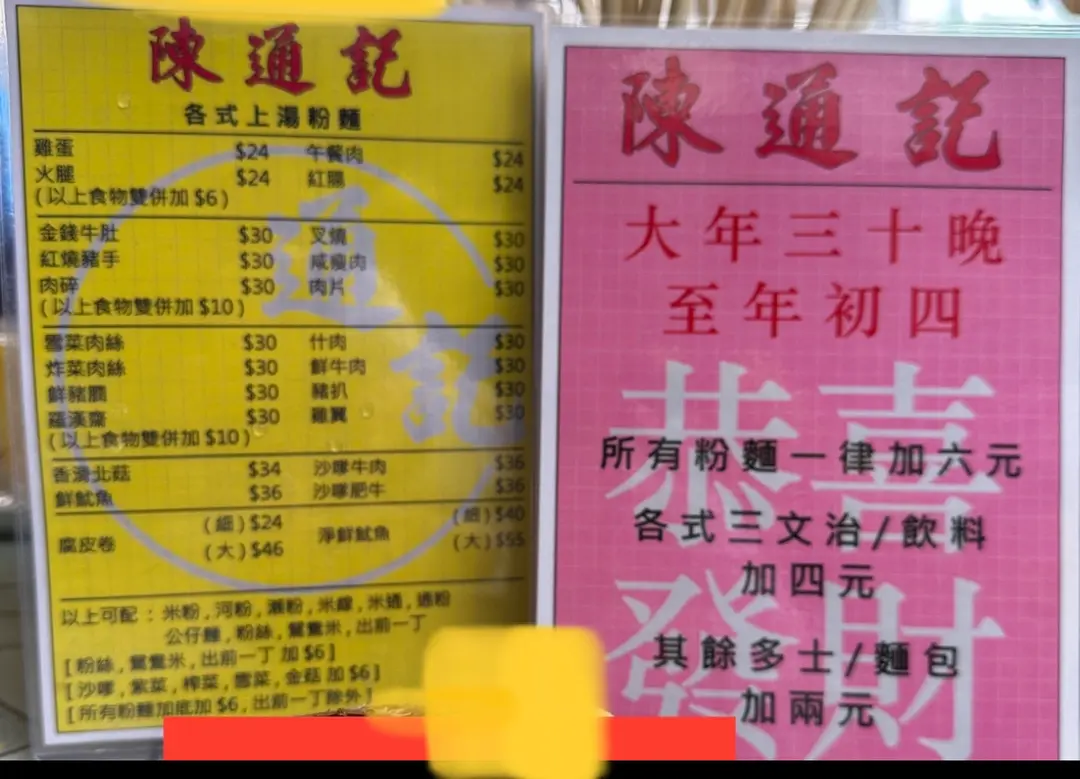 陳通記
各式上湯粉麵
雞蛋 $24 午餐肉 $24
火腿 $24 紅腸 $24
(以上食物雙併加 $6)
金錢牛肚 $30 叉燒 $30
紅燒豬手 $30 咸瘦肉 $30
肉碎 $30 肉片 $30
(以上食物雙併加 $10)
雪菜肉絲 $30 什肉 $30
炸菜肉絲 $30 鮮牛肉 $30
鮮豬膶 $30 豬扒 $30
羅漢齋 $30 雞翼 $30
(以上食物雙併加 $10)
香滑北菇 $34 沙嗲牛肉 $36
鮮魷魚 $36 沙嗲肥牛 $36
腐皮卷 (細) $24 淨鮮魷魚 (細) $40
(大) $46 (大) $55
以上可配 : 米粉 , 河粉 , 瀨粉 , 米線 , 米通 , 通粉
公仔麵 , 粉絲 , 鴛鴦米 , 出前一丁
[ 粉絲 , 鴛鴦米 , 出前一丁 加 $6 ]
[ 沙嗲 , 紫菜 , 榨菜 , 雪菜 , 金菇 加 $6 ]
[ 所有粉麵加底加 $6 , 出前一丁除外 ]
通記
陳通記
大年三十晚
至年初四
恭喜
發財
所有粉麵一律加六元
各式三文治/飲料
加四元
其餘多士/麵包
加兩元